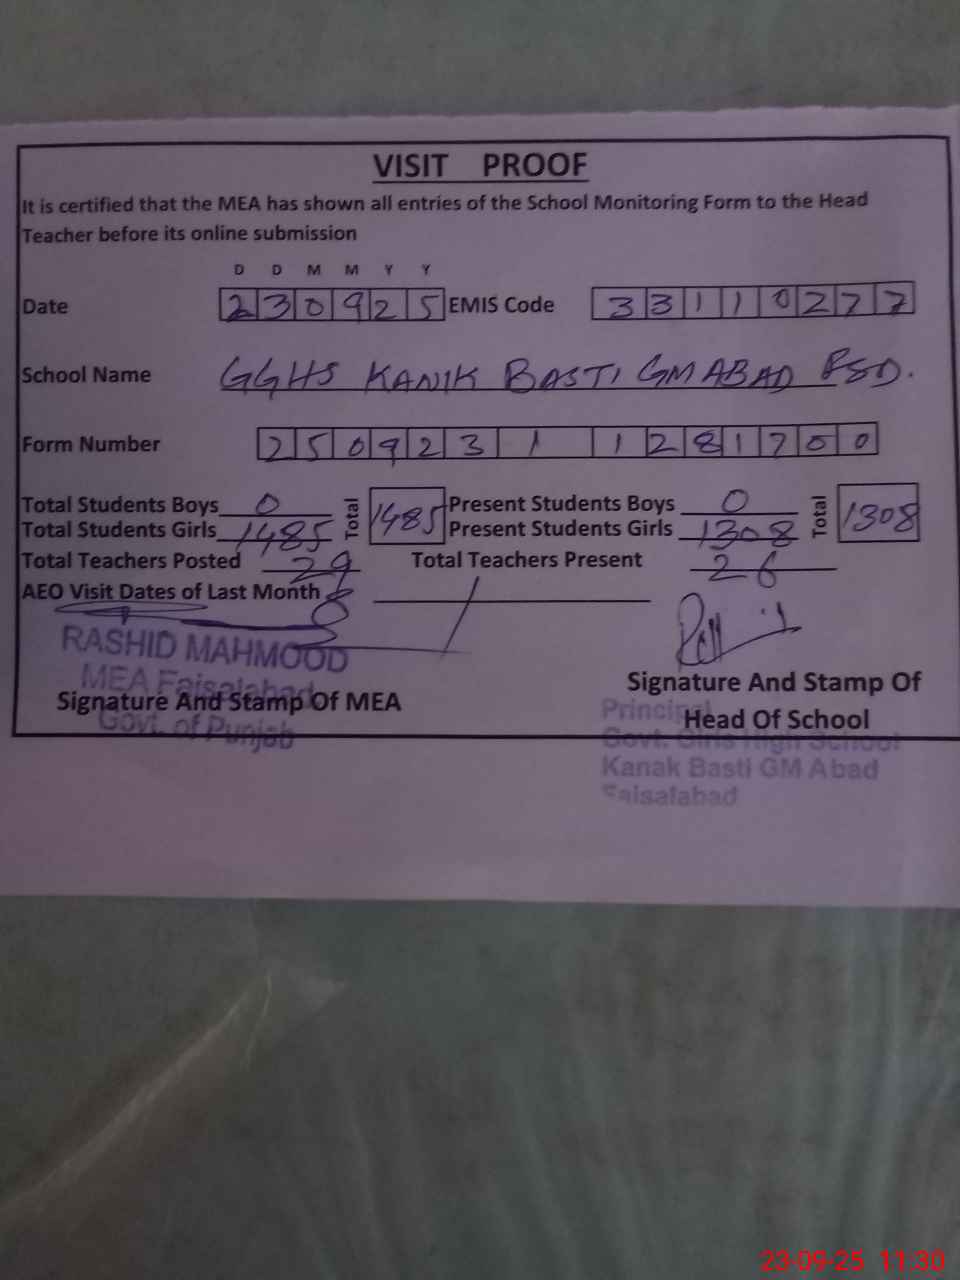 VISIT PROOF
It is certified that the MEA has shown all entries of the School Monitoring Form to the Head
Teacher before its online submission
D D M M Y Y
Date 2 3 0 9 2 5 EMIS Code 3 3 1 1 0 2 7 7
School Name GGHS KANIK BASTI GM ABAD FSD.
Form Number 2 5 0 9 2 3 1 1 2 8 1 7 0 0
Total Students Boys 0 Total 1485 Present Students Boys 0 Total 1308
Total Students Girls 1485 Present Students Girls 1308
Total Teachers Posted 29 Total Teachers Present 26
AEO Visit Dates of Last Month
RASHID MAHMOOD
MEA Faisalabad
Signature And Stamp Of MEA
Govt. of Punjab
Signature And Stamp Of
Head Of School
Principal
Govt. Girls High School
Kanak Basti GM Abad
Faisalabad
23-09-25 11:30